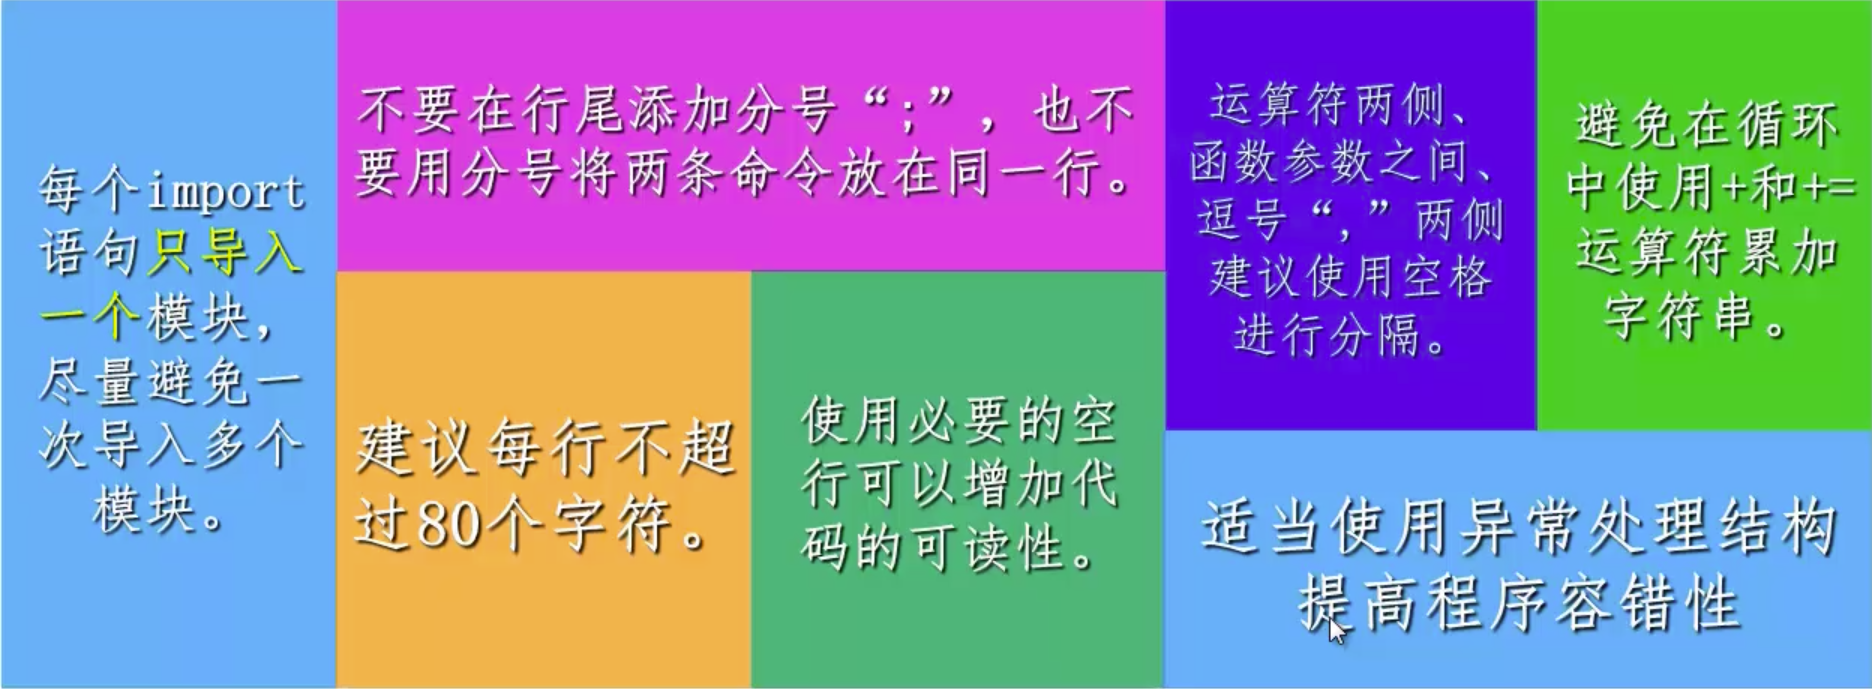 每个import
语句只导入
一个模块，
尽量避免一
次导入多个
模块。
不要在行尾添加分号“;”，也不
要用分号将两条命令放在同一行。
建议每行不超
过80个字符。
使用必要的空
行可以增加代
码的可读性。
运算符两侧、
函数参数之间、
逗号“,”两侧
建议使用空格
进行分隔。
避免在循环
中使用+和+=
运算符累加
字符串。
适当使用异常处理结构
提高程序容错性